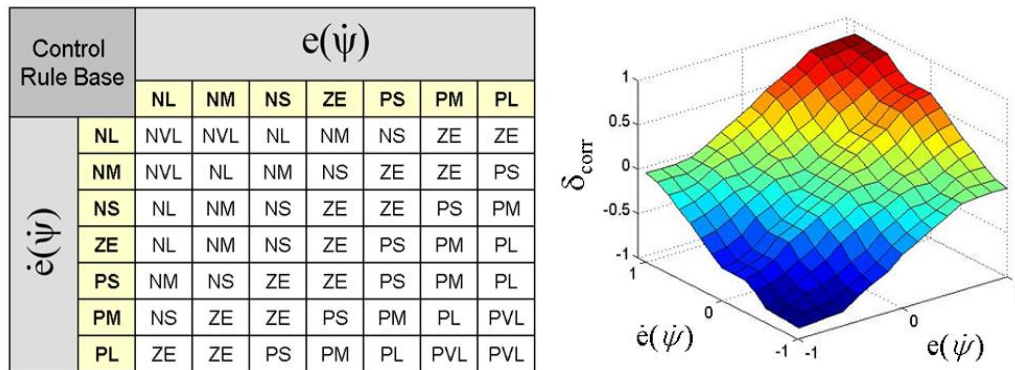 Control
Rule Base
e(ψ̇)
NL NM NS ZE PS PM PL
NL NVL NVL NL NM NS ZE ZE
NM NVL NL NM NS ZE ZE PS
NS NL NM NS ZE ZE PS PM
ė(ψ̇)
ZE NL NM NS ZE PS PM PL
PS NM NS ZE ZE PS PM PL
PM NS ZE ZE PS PM PL PVL
PL ZE ZE PS PM PL PVL PVL
1
0.5
0
-0.5
-1
δcorr
1
0
-1
ė(ψ̇)
-1
0
e(ψ̇)